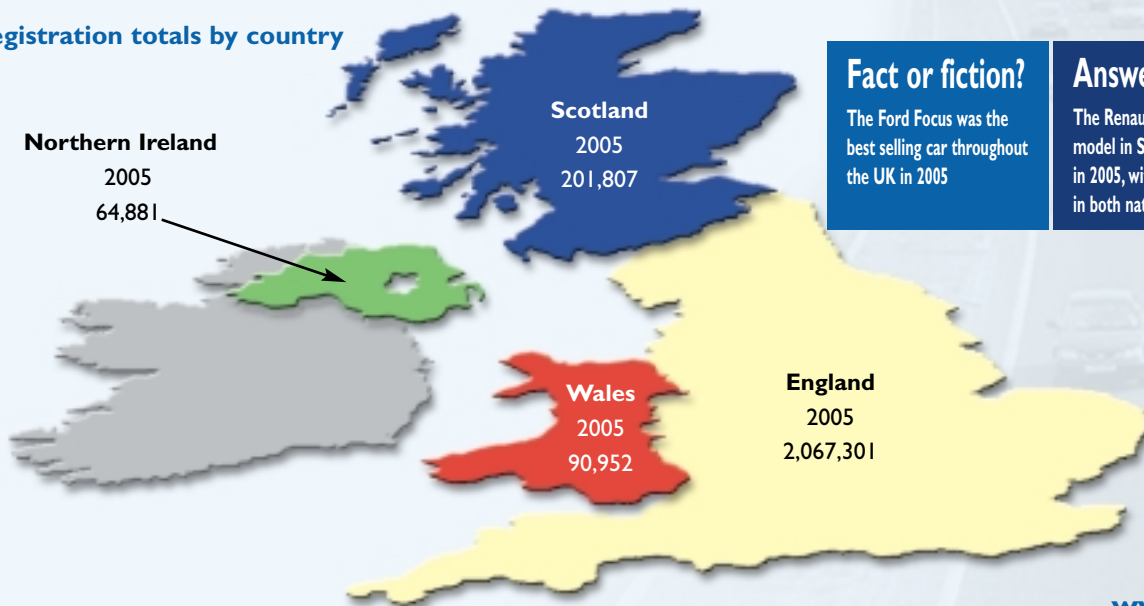 egistration totals by country
Northern Ireland
2005
64,881
Scotland
2005
201,807
Fact or fiction?
The Ford Focus was the
best selling car throughout
the UK in 2005
Answe
The Renau
model in S
in 2005, wi
in both nat
Wales
2005
90,952
England
2005
2,067,301